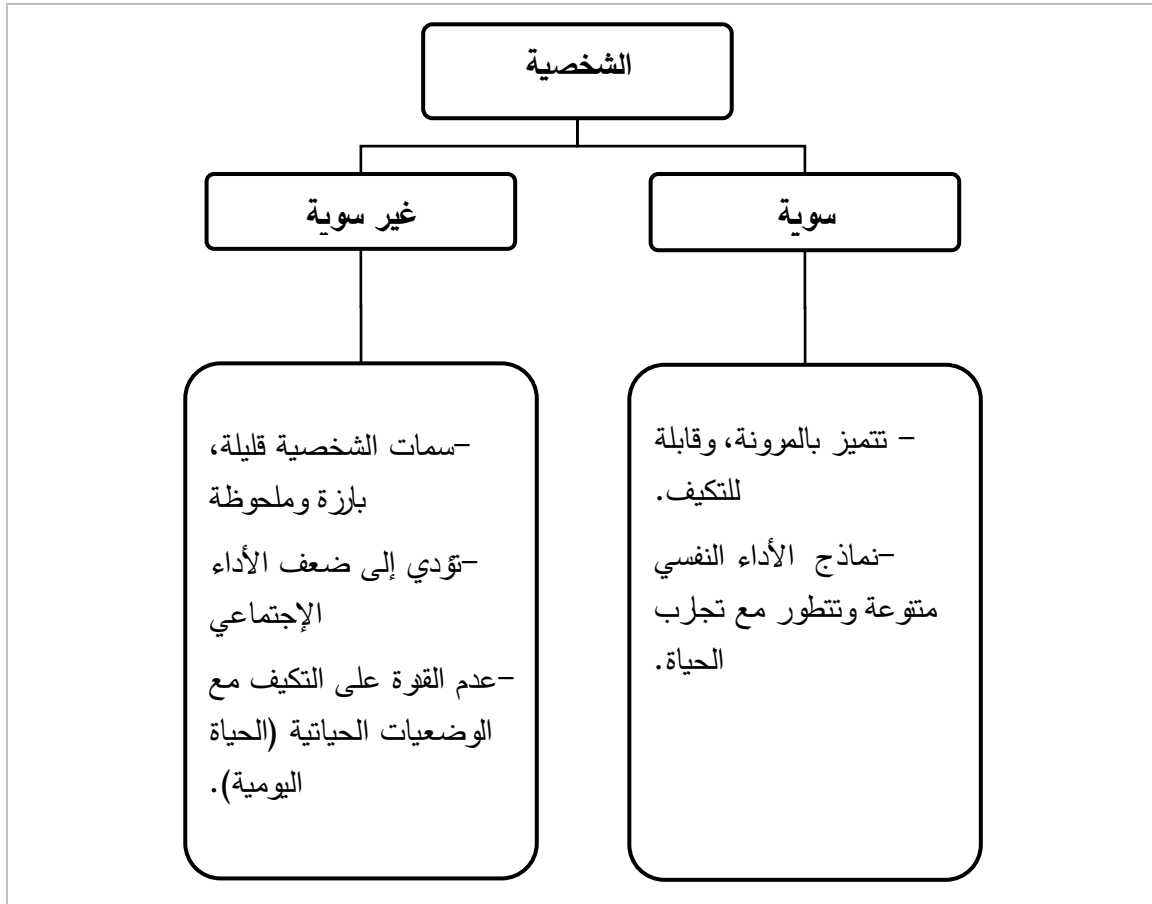 الشخصية
سوية
غير سوية
– تتميز بالمرونة، وقابلة
للتكيف.
–نماذج الأداء النفسي
متنوعة وتتطور مع تجارب
الحياة.
–سمات الشخصية قليلة،
بارزة وملحوظة
–تؤدي إلى ضعف الأداء
الإجتماعي
–عدم القدرة على التكيف مع
الوضعيات الحياتية (الحياة
اليومية).